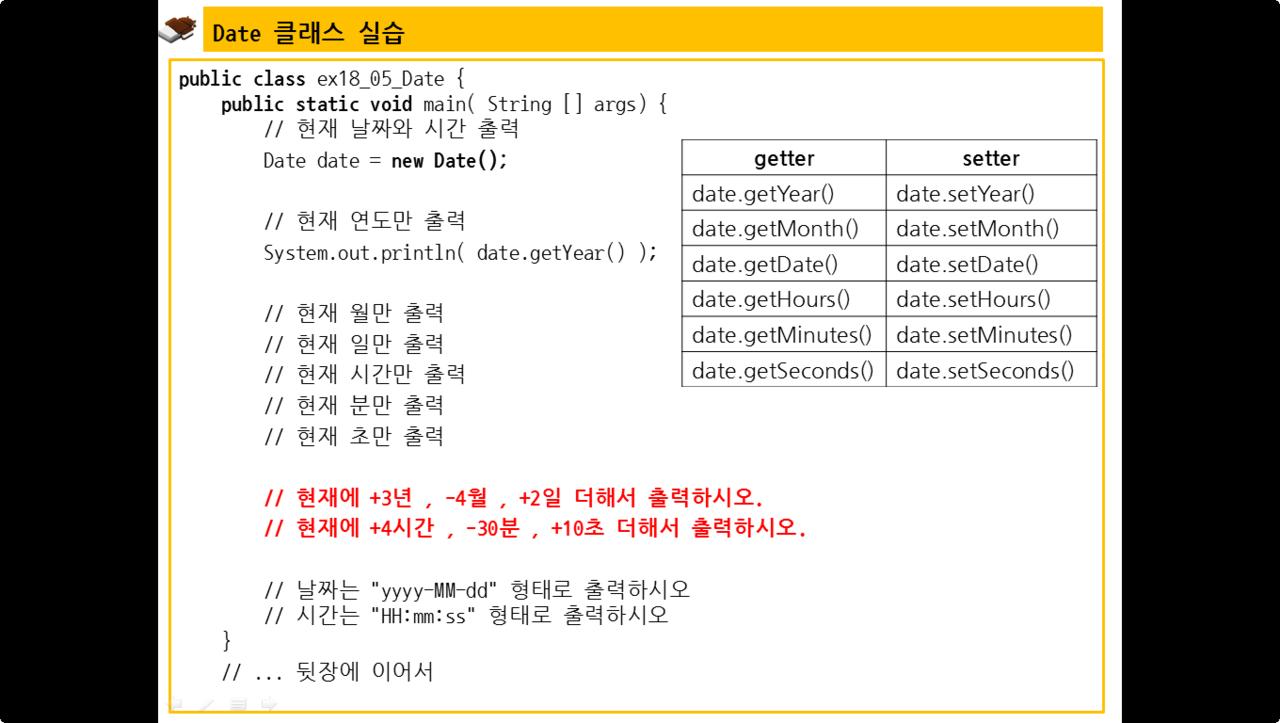 Date 클래스 실습
public class ex18_05_Date {
public static void main( String [] args) {
// 현재 날짜와 시간 출력
Date date = new Date();
// 현재 연도만 출력
System.out.println( date.getYear() );
// 현재 월만 출력
// 현재 일만 출력
// 현재 시간만 출력
// 현재 분만 출력
// 현재 초만 출력
// 현재에 +3년 , -4월 , +2일 더해서 출력하시오.
// 현재에 +4시간 , -30분 , +10초 더해서 출력하시오.
// 날짜는 "yyyy-MM-dd" 형태로 출력하시오
// 시간는 "HH:mm:ss" 형태로 출력하시오
}
// ... 뒷장에 이어서
getter setter
date.getYear() date.setYear()
date.getMonth() date.setMonth()
date.getDate() date.setDate()
date.getHours() date.setHours()
date.getMinutes() date.setMinutes()
date.getSeconds() date.setSeconds()